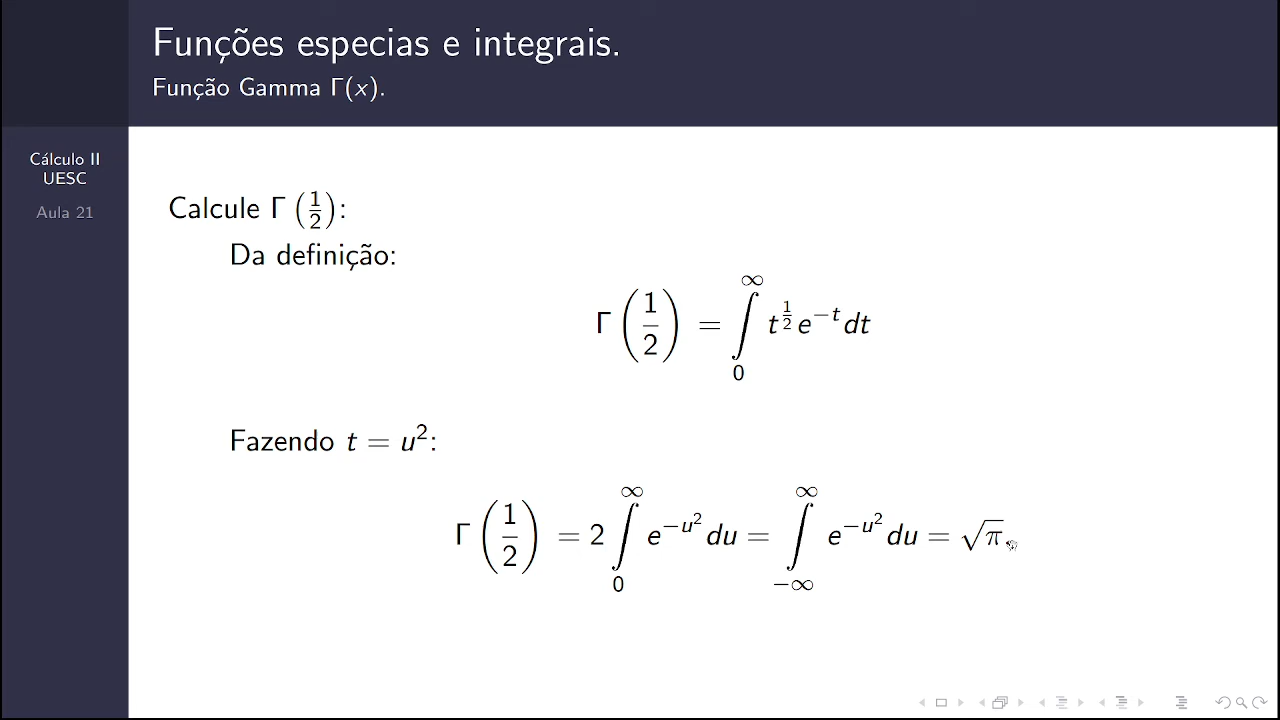 Funções especias e integrais.
Função Gamma Γ(x).
Cálculo II
UESC
Aula 21
Calcule Γ(1/2):
Da definição:
Γ(1/2) = ∫₀^∞ t^(1/2) e^(−t) dt
Fazendo t = u²:
Γ(1/2) = 2 ∫₀^∞ e^(−u²) du = ∫_(−∞)^∞ e^(−u²) du = √π.